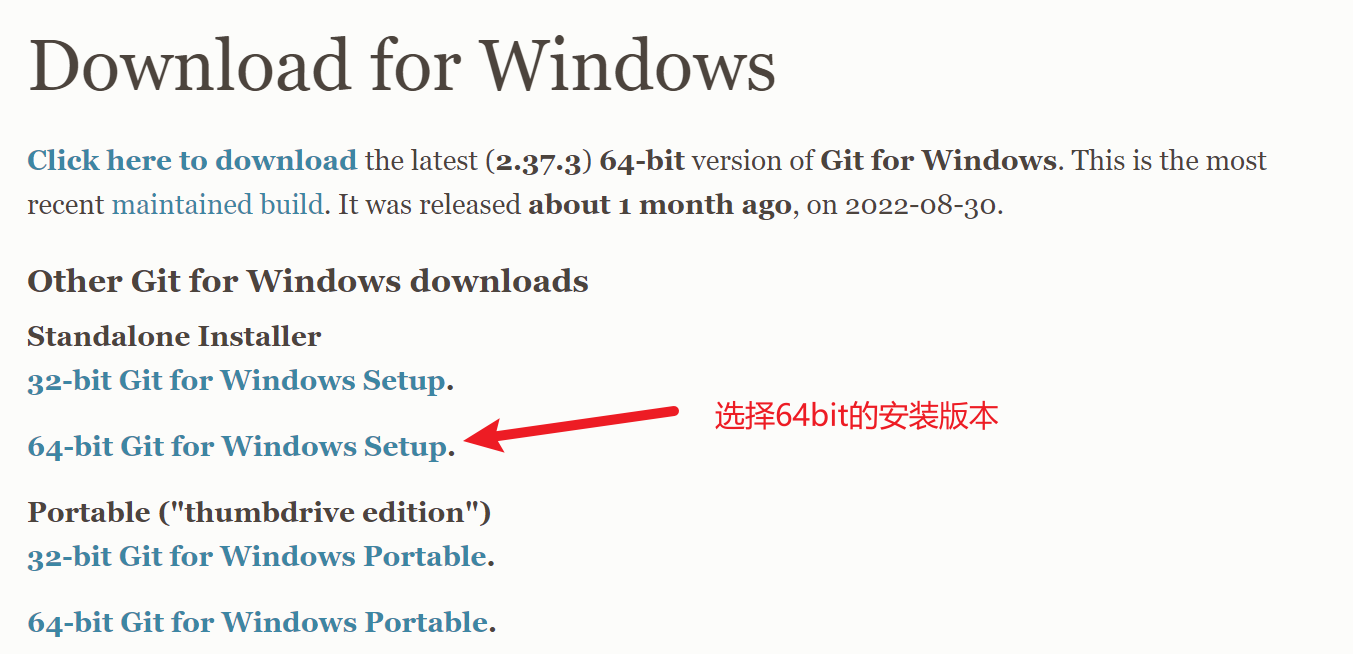 Download for Windows
Click here to download the latest (2.37.3) 64-bit version of Git for Windows. This is the most
recent maintained build. It was released about 1 month ago, on 2022-08-30.
Other Git for Windows downloads
Standalone Installer
32-bit Git for Windows Setup.
选择64bit的安装版本
64-bit Git for Windows Setup.
Portable ("thumbdrive edition")
32-bit Git for Windows Portable.
64-bit Git for Windows Portable.